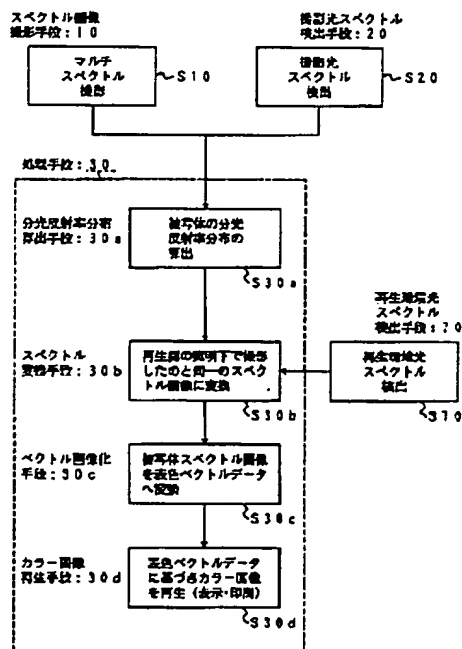 スペクトル画像
撮影手段：１０
マルチ
スペクトル
撮影
Ｓ１０
撮影光スペクトル
検出手段：２０
撮影光
スペクトル
検出
Ｓ２０
処理手段：３０
分光反射率分布
算出手段：３０ａ
被写体の分光
反射率分布の
算出
Ｓ３０ａ
再生環境光
スペクトル
検出手段：７０
再生環境光
スペクトル
検出
Ｓ７０
スペクトル
変換手段：３０ｂ
再生部の照明下で撮影
したのと同一のスペク
トル画像に変換
Ｓ３０ｂ
ベクトル画像化
手段：３０ｃ
被写体スペクトル画像
を表色ベクトルデータ
へ変換
Ｓ３０ｃ
カラー画像
再生手段：３０ｄ
表色ベクトルデータ
に基づきカラー画像
を再生（表示・印刷）
Ｓ３０ｄ